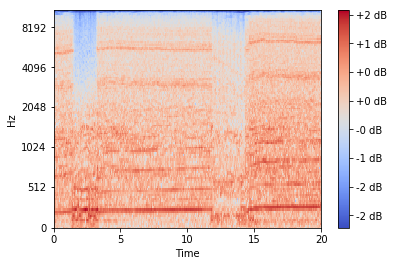 8192
4096
2048
1024
512
0
Hz
0 5 10 15 20
Time
+2 dB
+1 dB
+0 dB
+0 dB
-0 dB
-1 dB
-2 dB
-2 dB